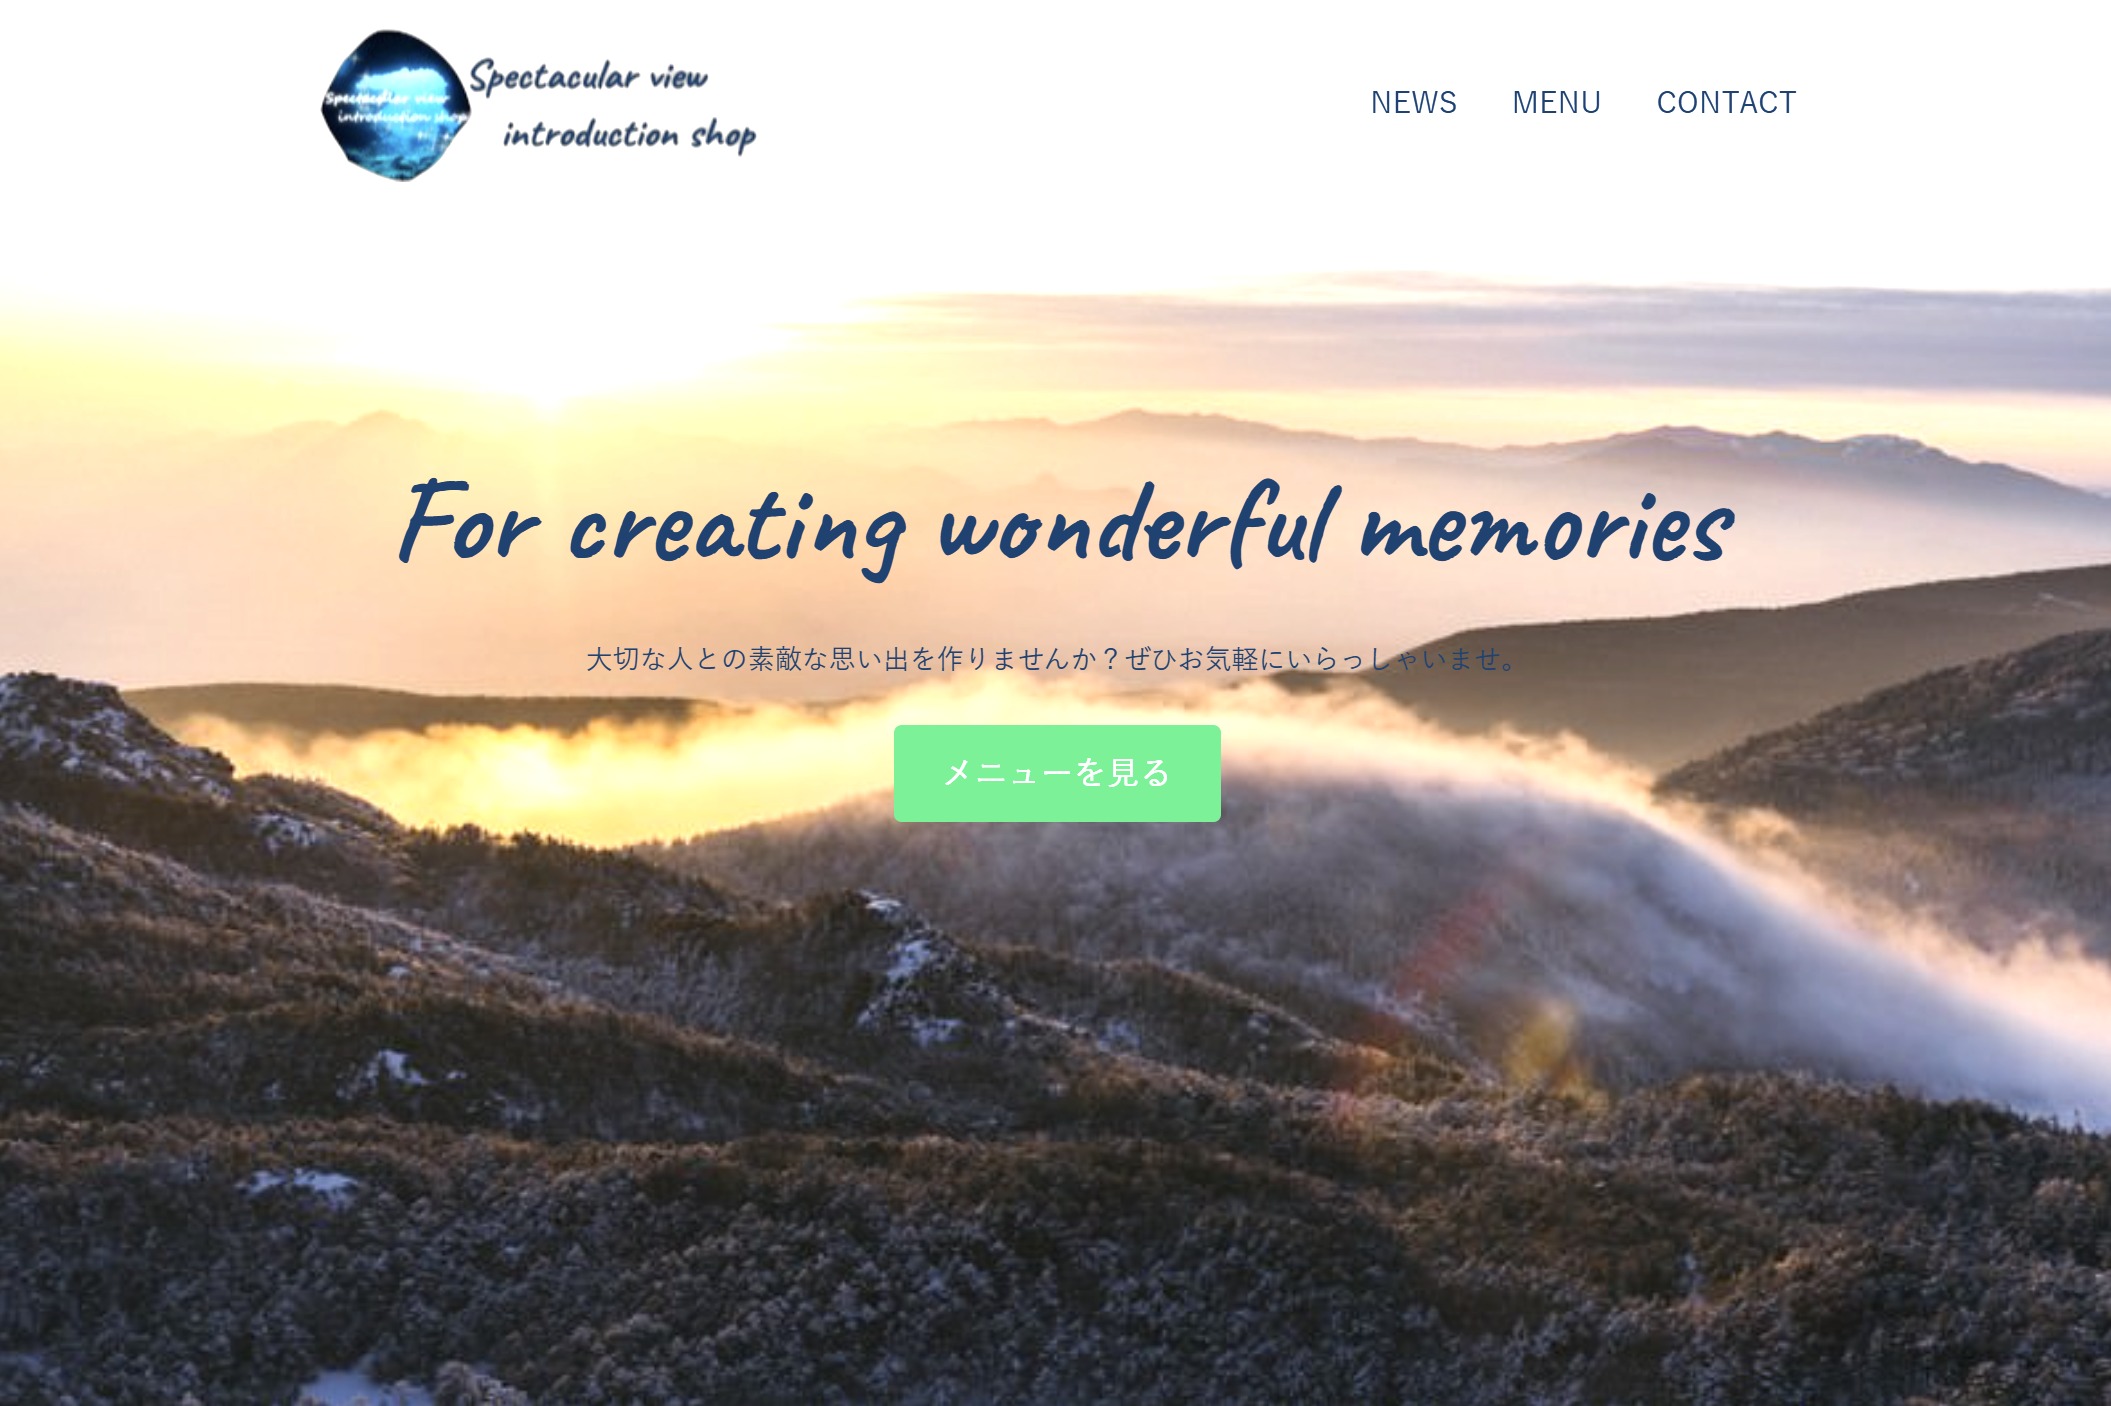 Spectacular view
introduction shop
Spectacular view
introduction shop
NEWS
MENU
CONTACT
For creating wonderful memories
大切な人との素敵な思い出を作りませんか？ぜひお気軽にいらっしゃいませ。
メニューを見る